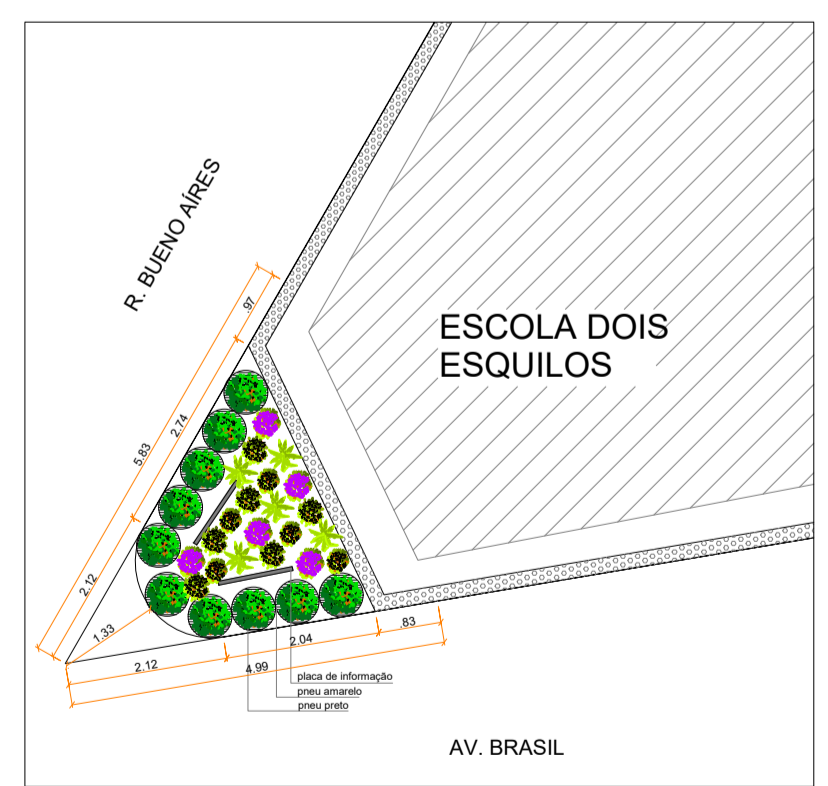 R. BUENO AÍRES
.97
2.74
5.83
2.12
1.33
ESCOLA DOIS
ESQUILOS
.83
2.04
2.12
4.99
placa de informação
pneu amarelo
pneu preto
AV. BRASIL